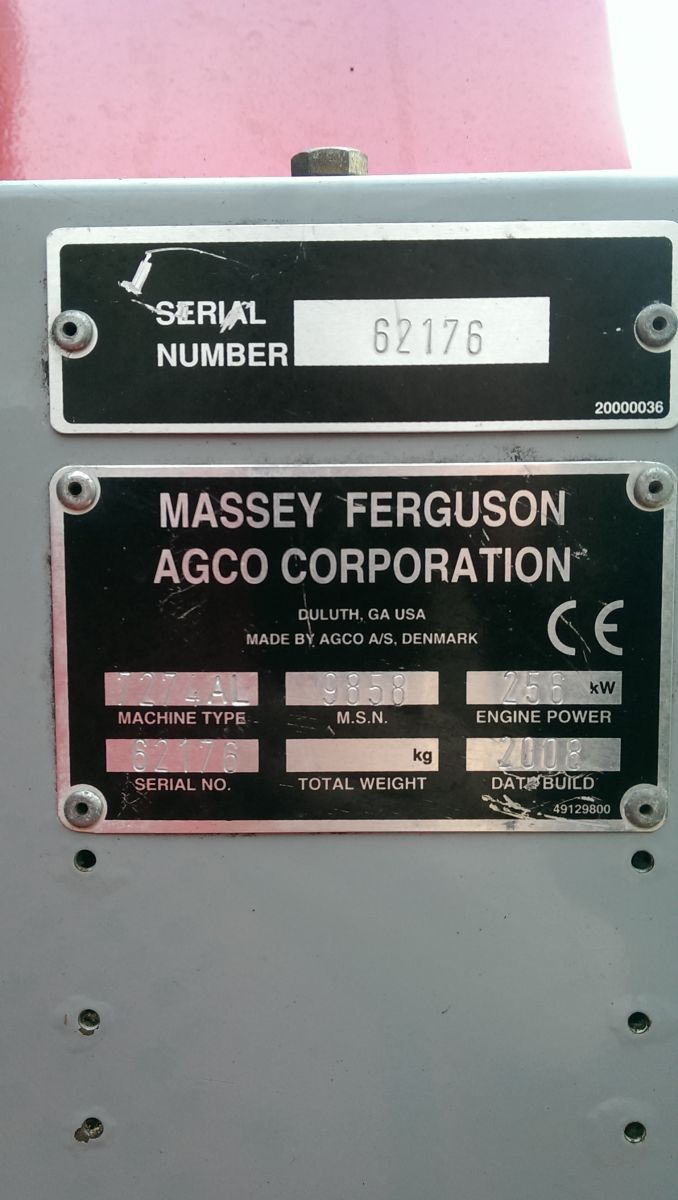 SERIAL
NUMBER 62176
20000036
MASSEY FERGUSON
AGCO CORPORATION
DULUTH, GA USA
MADE BY AGCO A/S, DENMARK
CE
7274AL 9858 256 kW
MACHINE TYPE M.S.N. ENGINE POWER
62176 kg 2008
SERIAL NO. TOTAL WEIGHT DATE BUILD
49129800